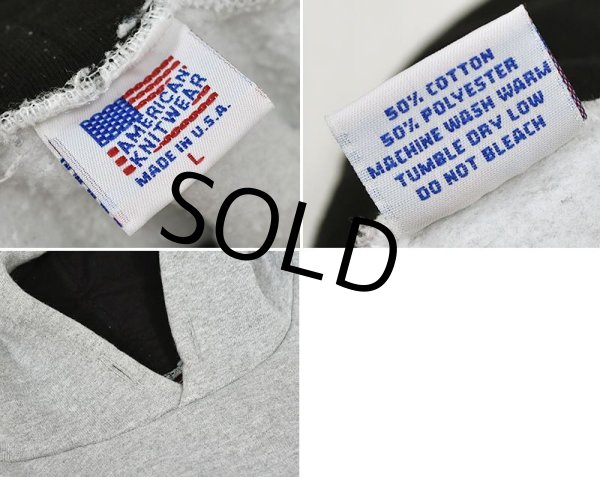 AMERICAN
KNITWEAR
MADE IN U.S.A.
L
50% COTTON
50% POLYESTER
MACHINE WASH WARM
TUMBLE DRY LOW
DO NOT BLEACH
SOLD